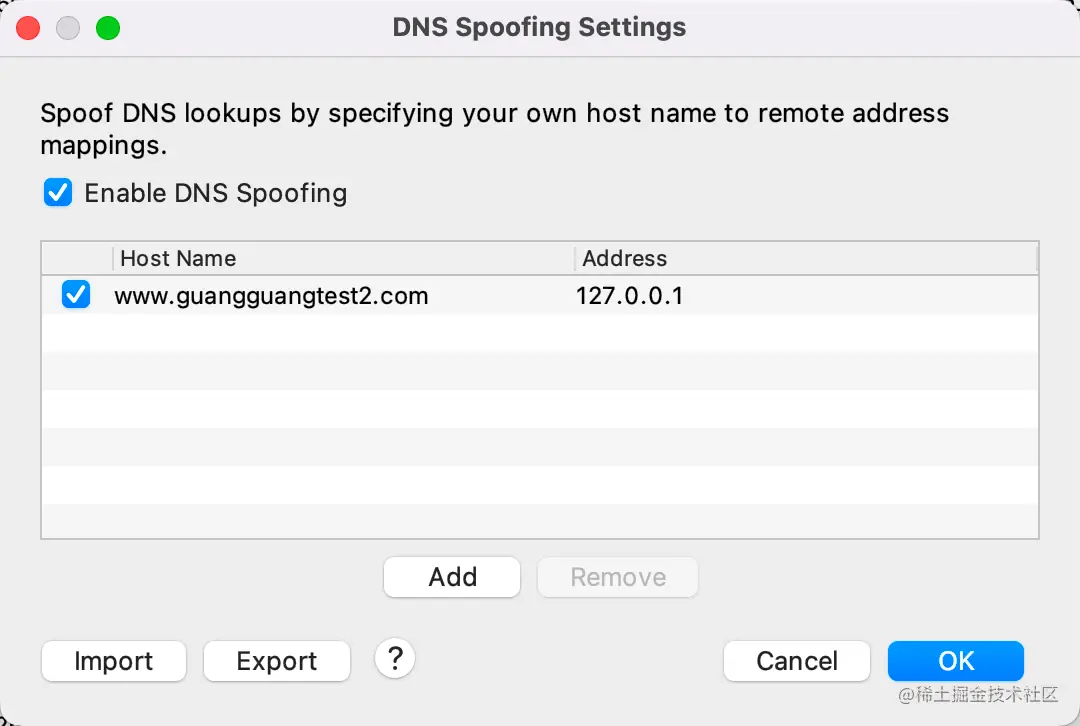 DNS Spoofing Settings
Spoof DNS lookups by specifying your own host name to remote address
mappings.
Enable DNS Spoofing
Host Name Address
www.guangguangtest2.com 127.0.0.1
Add Remove
Import Export ? Cancel OK
@稀土掘金技术社区